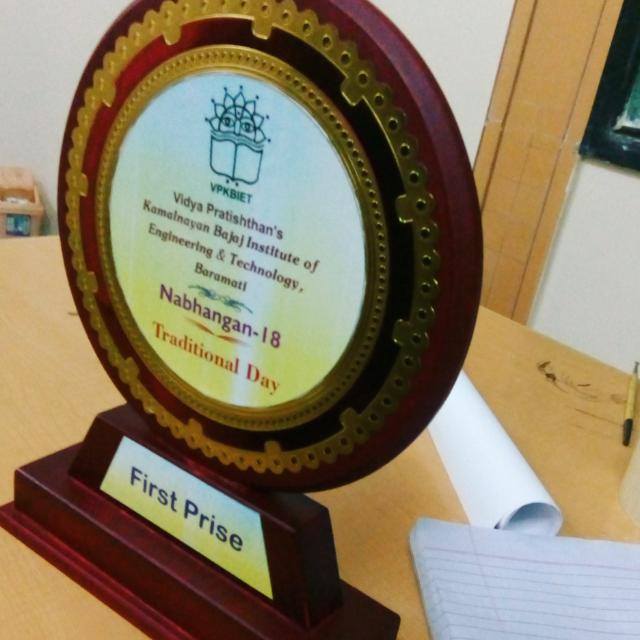 VPKBIET
Vidya Pratishthan's
Kamalnayan Bajaj Institute of
Engineering & Technology,
Baramati
Nabhangan-18
Traditional Day
First Prise